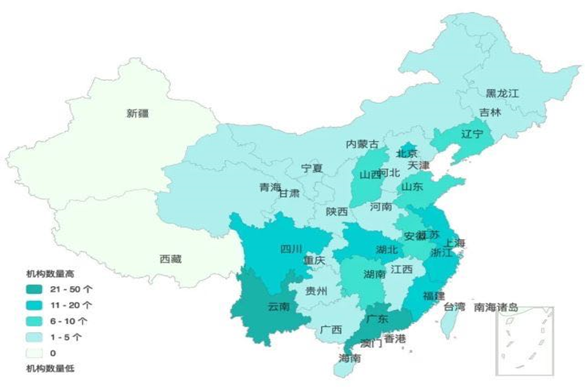 黑龙江
吉林
新疆
辽宁
内蒙古
北京
天津
宁夏
山西
河北
青海
甘肃
山东
陕西
河南
江苏
安徽
上海
四川
湖北
浙江
西藏
重庆
湖南
江西
机构数量高
21 - 50 个
贵州
福建
11 - 20 个
云南
台湾
南海诸岛
6 - 10 个
广东
广西
1 - 5 个
香港
澳门
0
海南
机构数量低